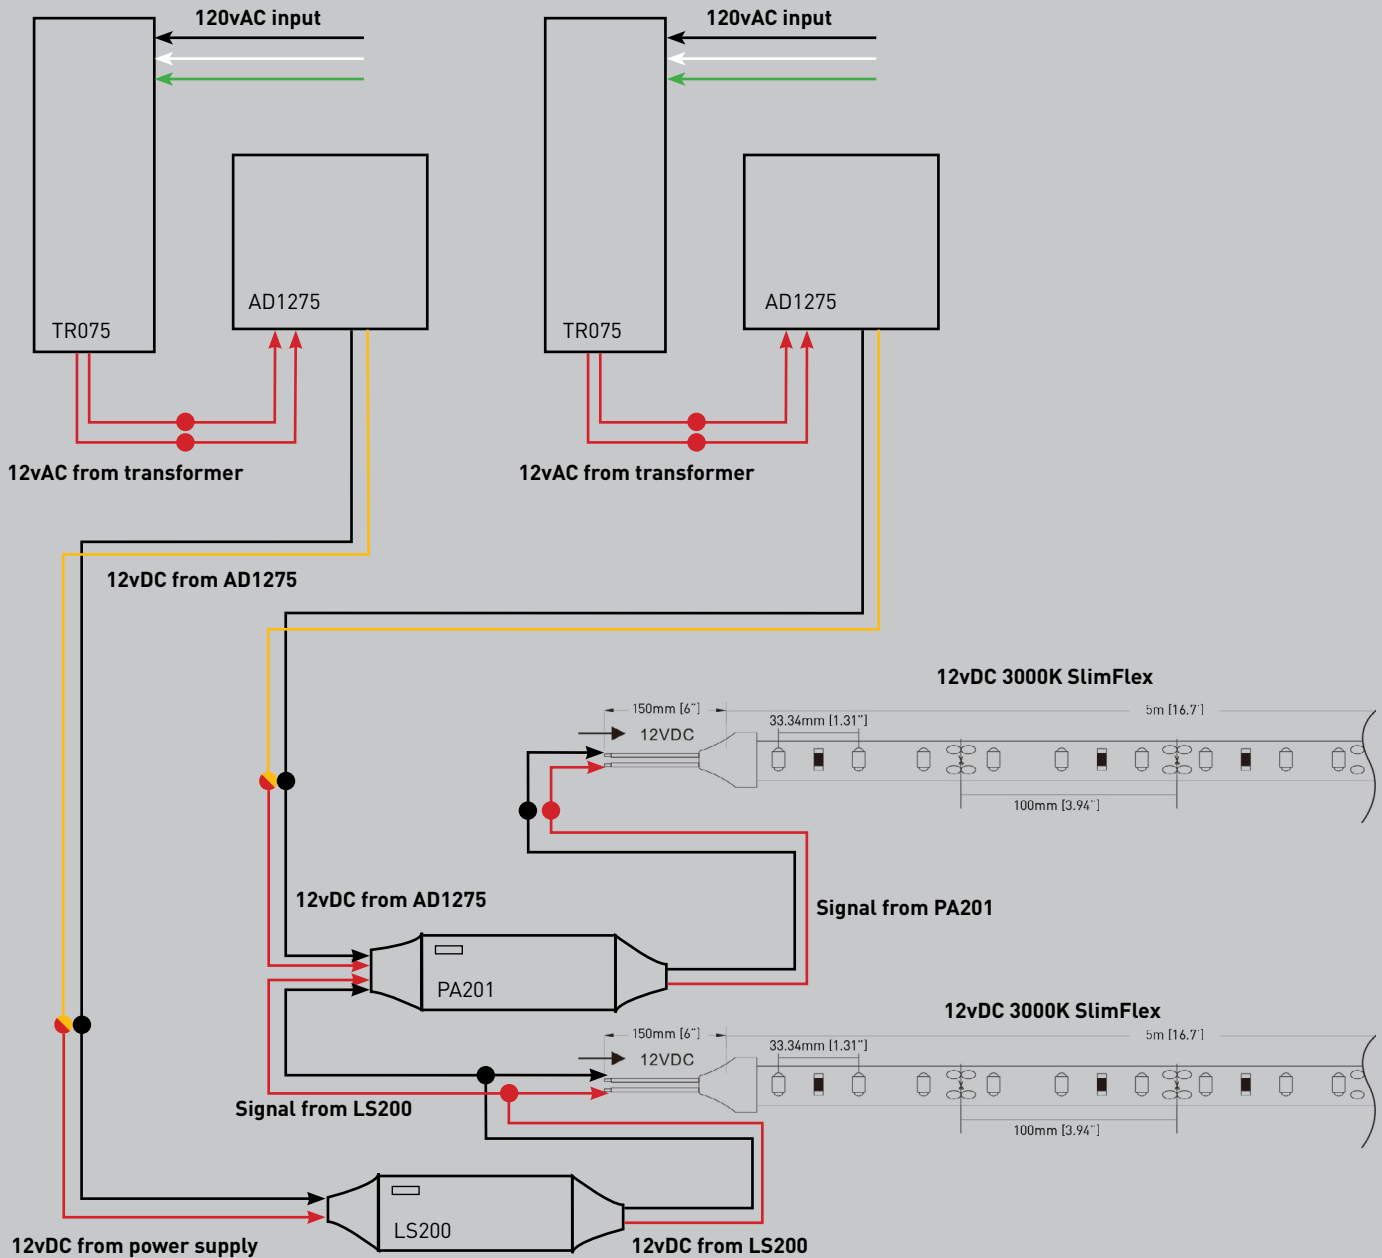 120vAC input
120vAC input
AD1275
AD1275
TR075
TR075
12vAC from transformer
12vAC from transformer
12vDC from AD1275
12vDC 3000K SlimFlex
150mm [6"]
5m [16.7']
33.34mm [1.31"]
12VDC
100mm [3.94"]
12vDC from AD1275
Signal from PA201
PA201
12vDC 3000K SlimFlex
150mm [6"]
5m [16.7']
33.34mm [1.31"]
12VDC
Signal from LS200
100mm [3.94"]
LS200
12vDC from power supply
12vDC from LS200